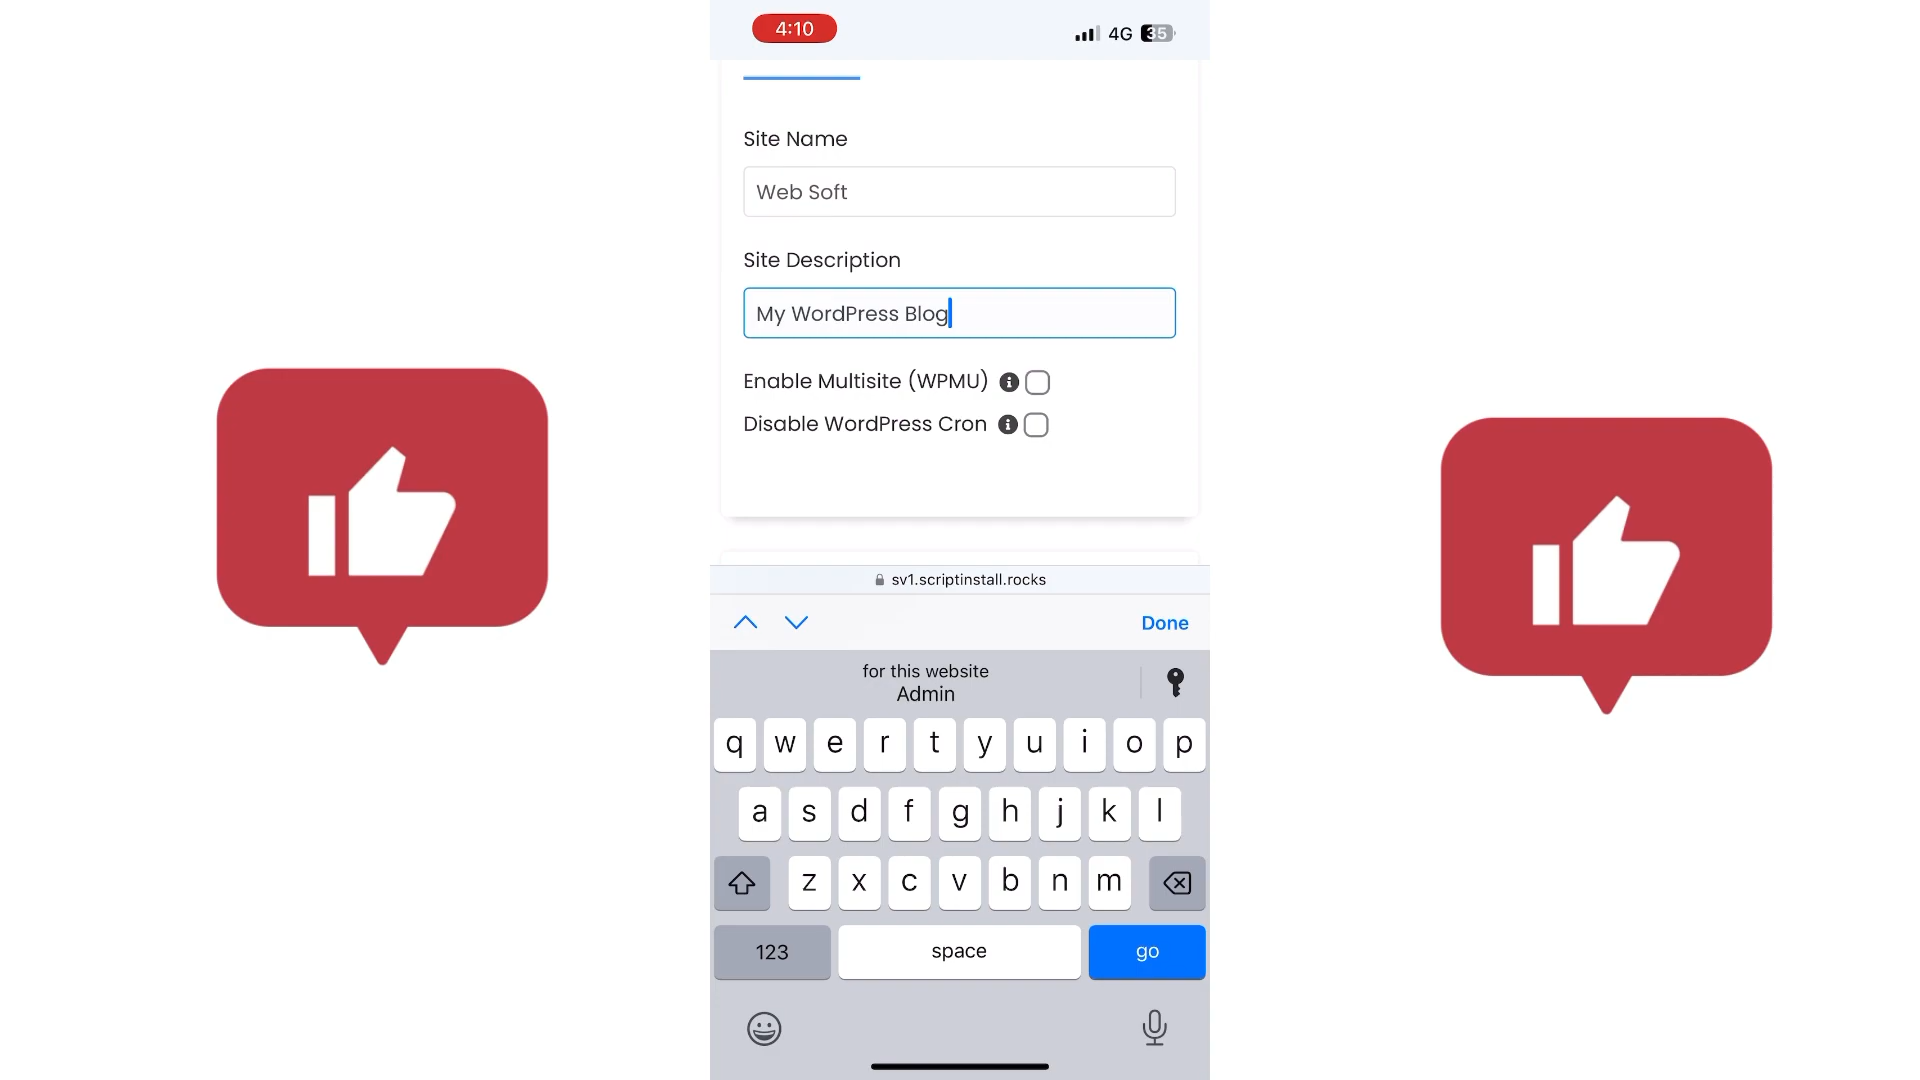 4:10
4G 35
Site Name
Web Soft
Site Description
My WordPress Blog
Enable Multisite (WPMU)
Disable WordPress Cron
sv1.scriptinstall.rocks
Done
for this website
Admin
q w e r t y u i o p
a s d f g h j k l
z x c v b n m
123 space go